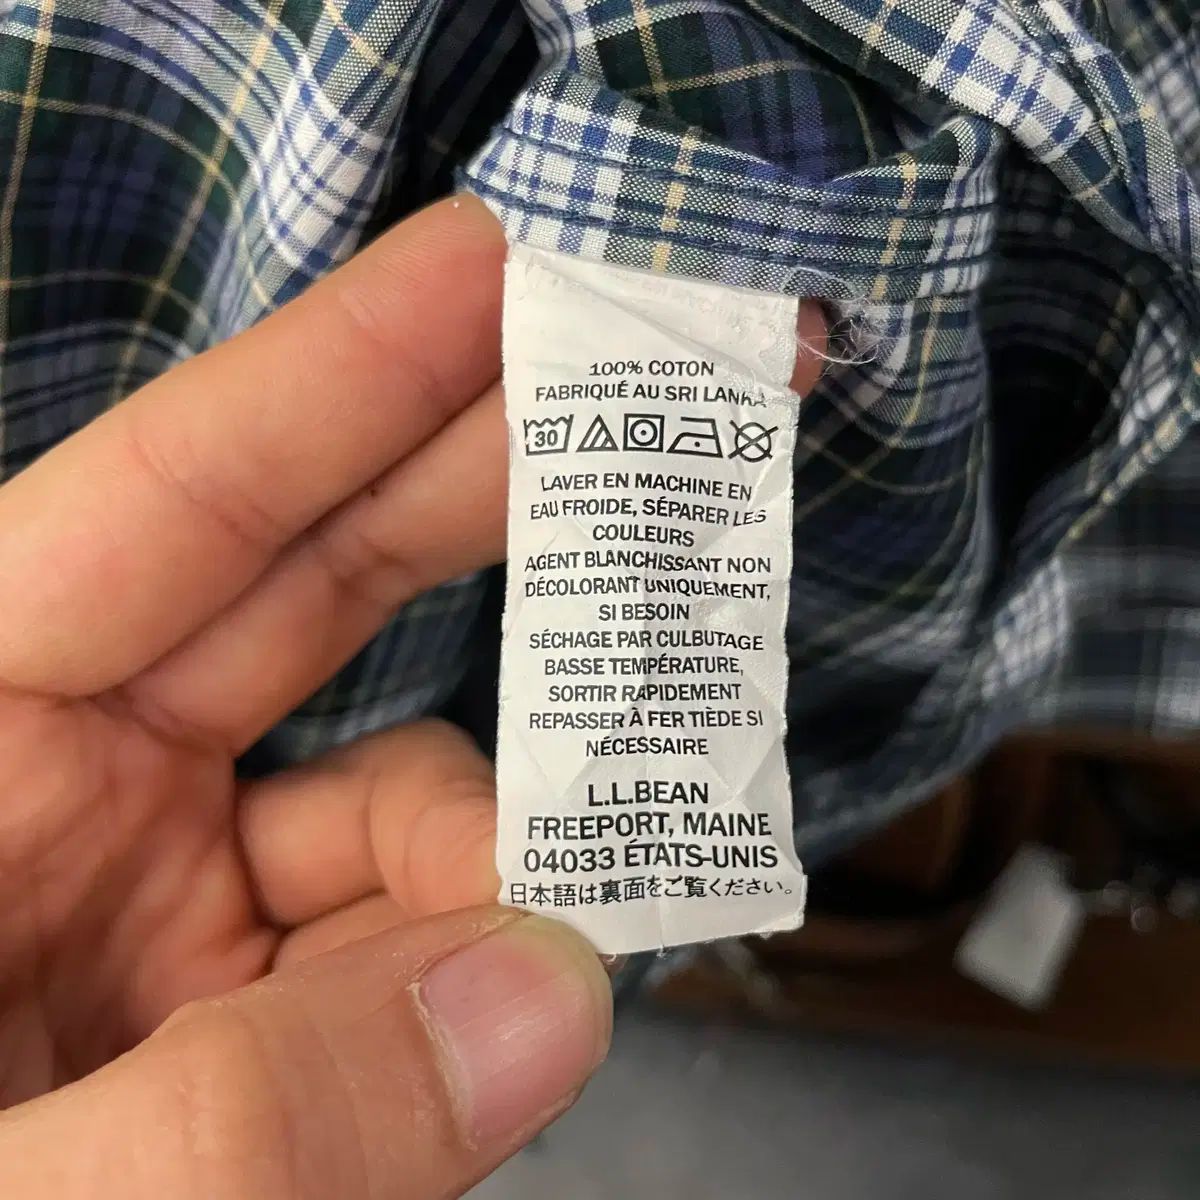 100% COTON
FABRIQUÉ AU SRI LANKA
30
LAVER EN MACHINE EN
EAU FROIDE, SÉPARER LES
COULEURS
AGENT BLANCHISSANT NON
DÉCOLORANT UNIQUEMENT,
SI BESOIN
SÉCHAGE PAR CULBUTAGE
BASSE TEMPÉRATURE,
SORTIR RAPIDEMENT
REPASSER À FER TIÈDE SI
NÉCESSAIRE
L.L.BEAN
FREEPORT, MAINE
04033 ÉTATS-UNIS
日本語は裏面をご覧ください。